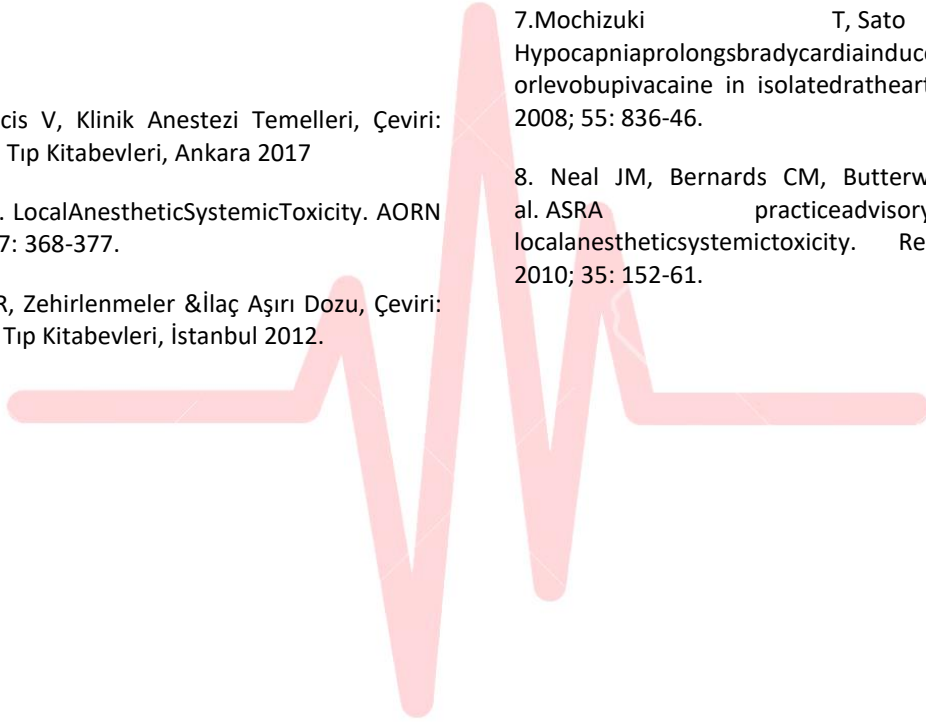 cis V, Klinik Anestezi Temelleri, Çeviri:
Tıp Kitabevleri, Ankara 2017
. LocalAnestheticSystemicToxicity. AORN
7: 368-377.
R, Zehirlenmeler &İlaç Aşırı Dozu, Çeviri:
Tıp Kitabevleri, İstanbul 2012.
7.Mochizuki T, Sato
Hypocapniaprolongsbradycardiainduc
orlevobupivacaine in isolatedratheart
2008; 55: 836-46.
8. Neal JM, Bernards CM, Butterw
al. ASRA practiceadvisory
localanestheticsystemictoxicity. Re
2010; 35: 152-61.